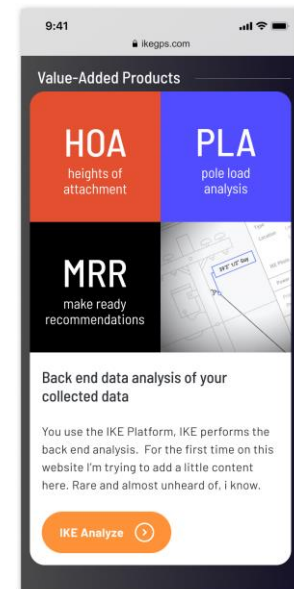 9:41
ikegps.com
Value-Added Products
HOA
heights of
attachment
PLA
pole load
analysis
MRR
make ready
recommendations
Type
Location
Back end data analysis of your
collected data
You use the IKE Platform, IKE performs the
back end analysis.  For the first time on this
website I'm trying to add a little content
here. Rare and almost unheard of, i know.
IKE Analyze